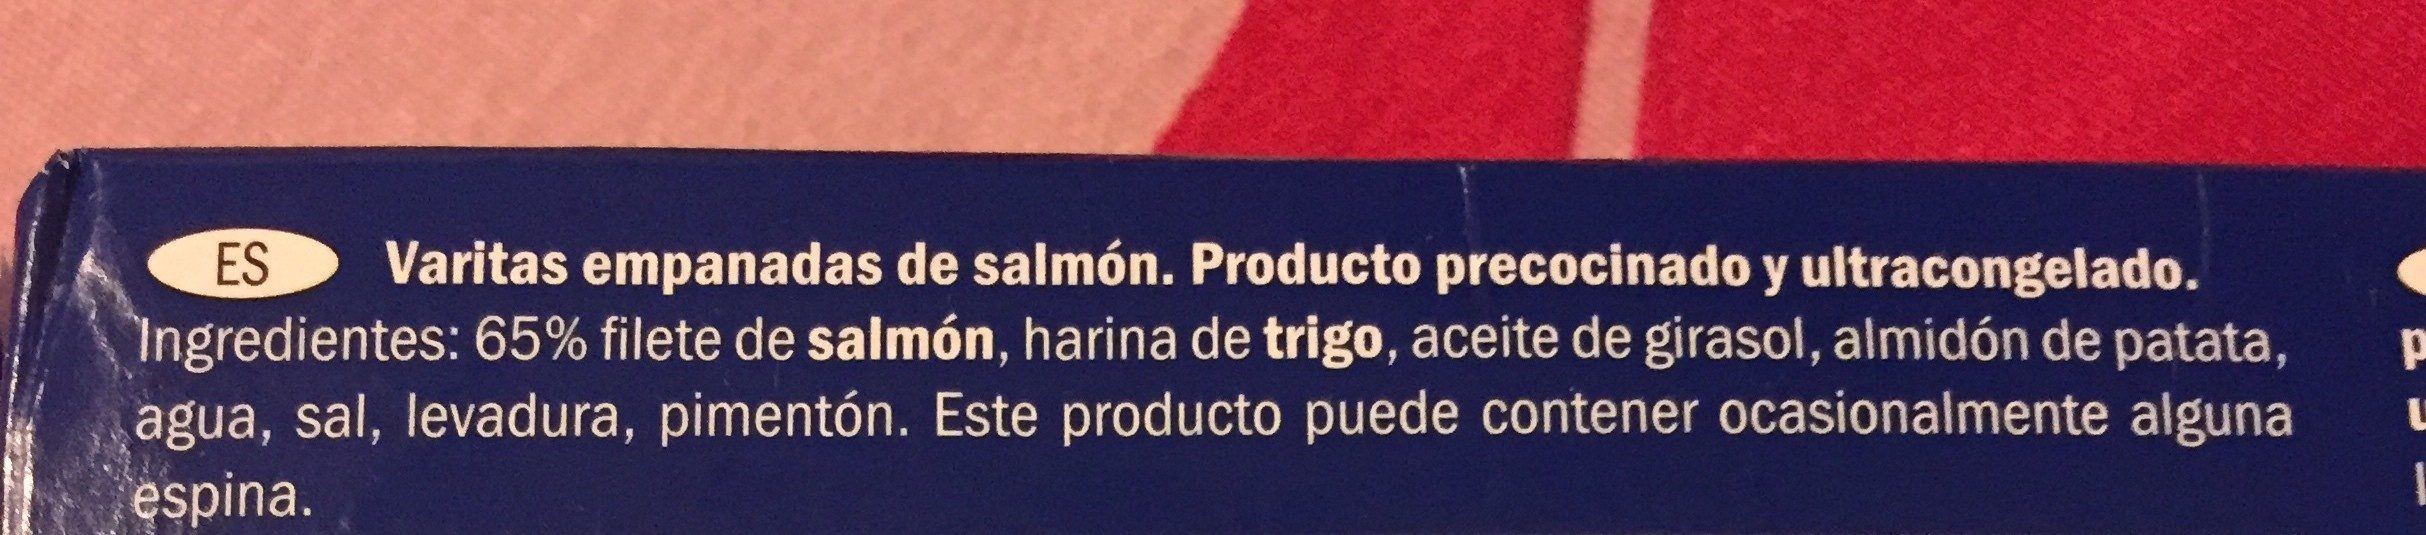 ES Varitas empanadas de salmón. Producto precocinado y ultracongelado.
Ingredientes: 65% filete de salmón, harina de trigo, aceite de girasol, almidón de patata,
agua, sal, levadura, pimentón. Este producto puede contener ocasionalmente alguna
espina.